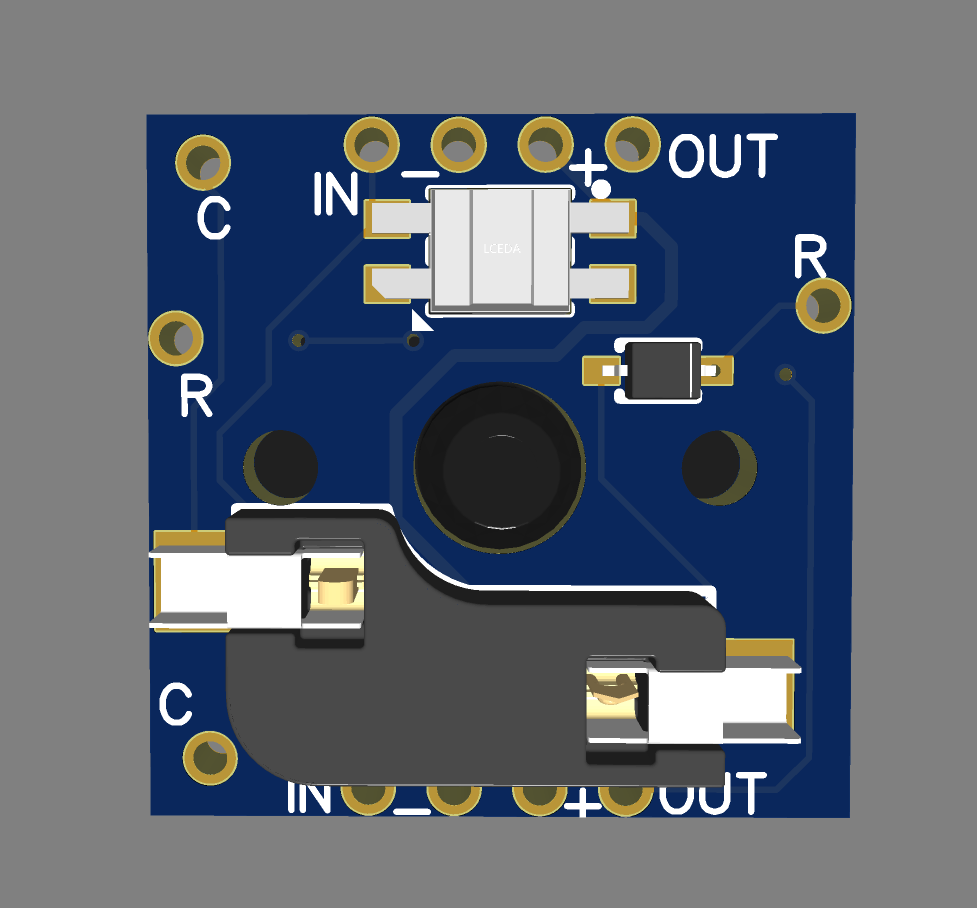 OUT
+
IN -
C
LCEDA
R
R
C
IN - + OUT